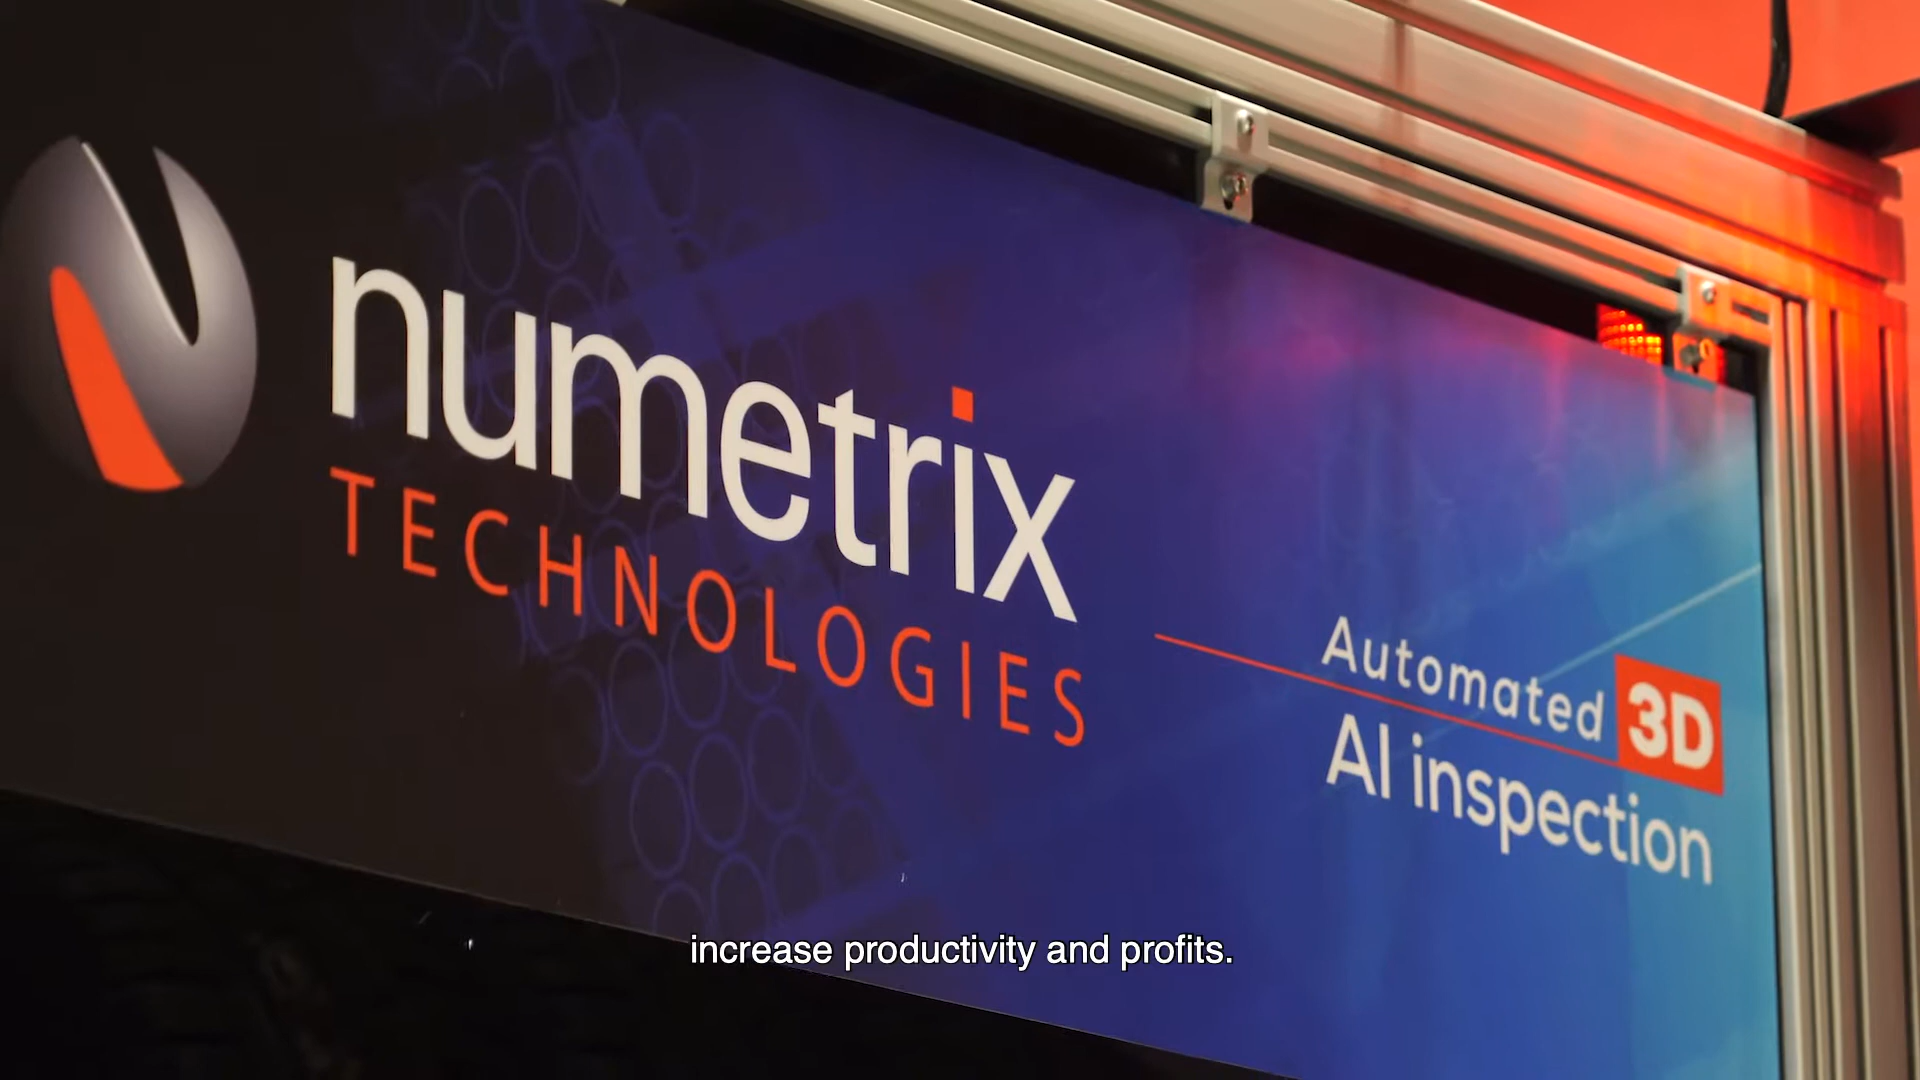 numetrix
TECHNOLOGIES
Automated 3D
AI inspection
increase productivity and profits.